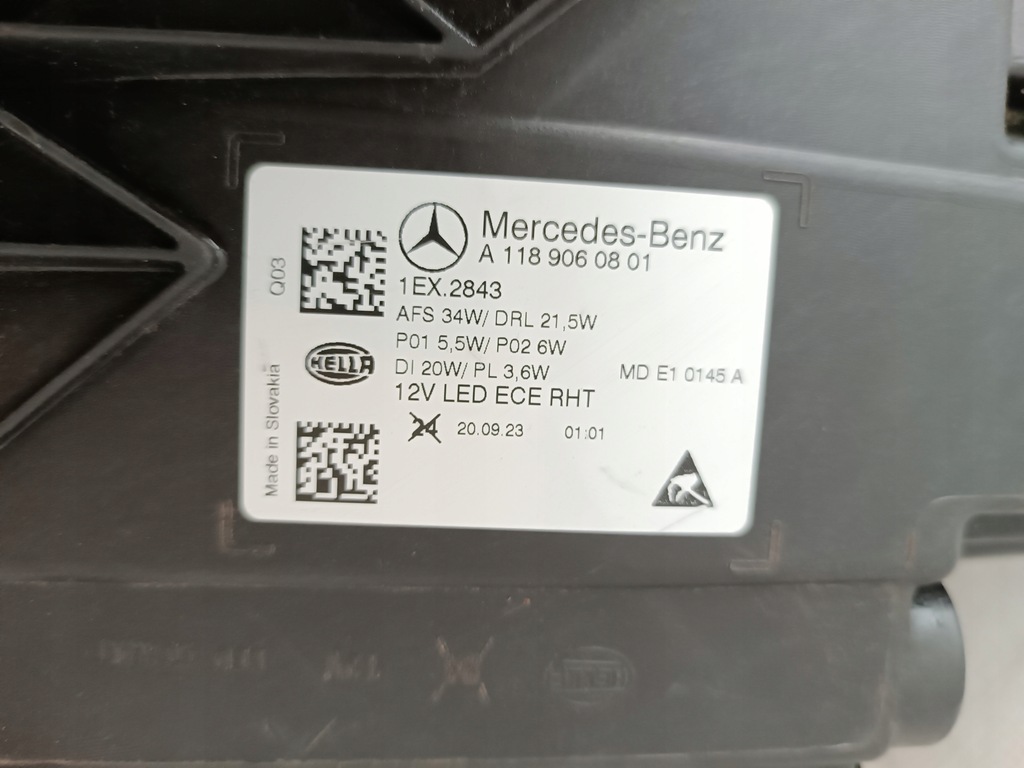 Mercedes-Benz
A 118 906 08 01
Q03
1EX.2843
AFS 34W/ DRL 21,5W
P01 5,5W/ P02 6W
HELLA
DI 20W/ PL 3,6W
MD E1 0145 A
12V LED ECE RHT
Made in Slovakia
24 20.09.23 01:01